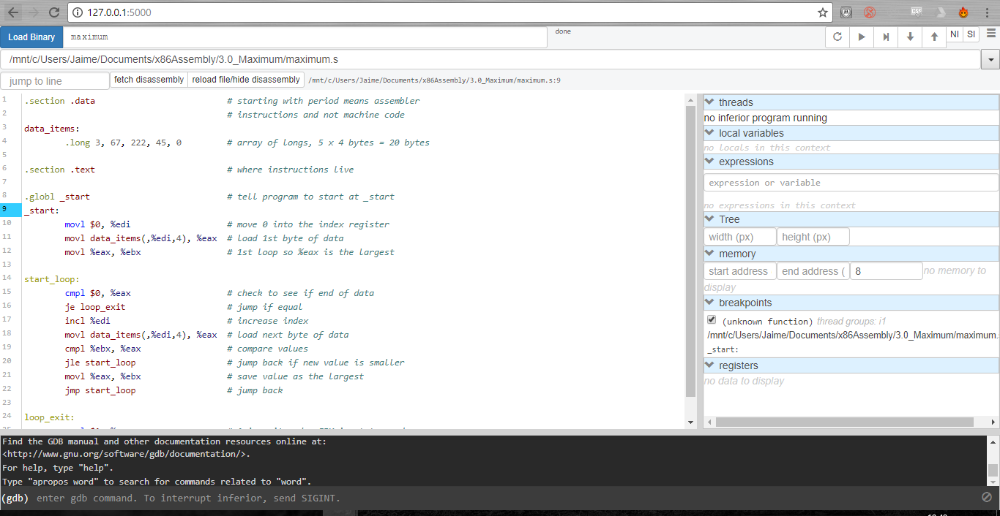 127.0.0.1:5000
Load Binary maximum done NI SI
/mnt/c/Users/Jaime/Documents/x86Assembly/3.0_Maximum/maximum.s
jump to line fetch disassembly reload file/hide disassembly /mnt/c/Users/Jaime/Documents/x86Assembly/3.0_Maximum/maximum.s:9
1 .section .data # starting with period means assembler
2 # instructions and not machine code
3 data_items:
4 .long 3, 67, 222, 45, 0 # array of longs, 5 x 4 bytes = 20 bytes
5
6 .section .text # where instructions live
7
8 .globl _start # tell program to start at _start
9 _start:
10 movl $0, %edi # move 0 into the index register
11 movl data_items(,%edi,4), %eax # load 1st byte of data
12 movl %eax, %ebx # 1st loop so %eax is the largest
13
14 start_loop:
15 cmpl $0, %eax # check to see if end of data
16 je loop_exit # jump if equal
17 incl %edi # increase index
18 movl data_items(,%edi,4), %eax # load next byte of data
19 cmpl %ebx, %eax # compare values
20 jle start_loop # jump back if new value is smaller
21 movl %eax, %ebx # save value as the largest
22 jmp start_loop # jump back
23
24 loop_exit:
threads
no inferior program running
local variables
no locals in this context
expressions
expression or variable
no expressions in this context
Tree
width (px) height (px)
memory
start address end address ( 8 no memory to
display
breakpoints
(unknown function) thread groups: i1
/mnt/c/Users/Jaime/Documents/x86Assembly/3.0_Maximum/maximum.
_start:
registers
no data to display
Find the GDB manual and other documentation resources online at:
<http://www.gnu.org/software/gdb/documentation/>.
For help, type "help".
Type "apropos word" to search for commands related to "word".
(gdb) enter gdb command. To interrupt inferior, send SIGINT.